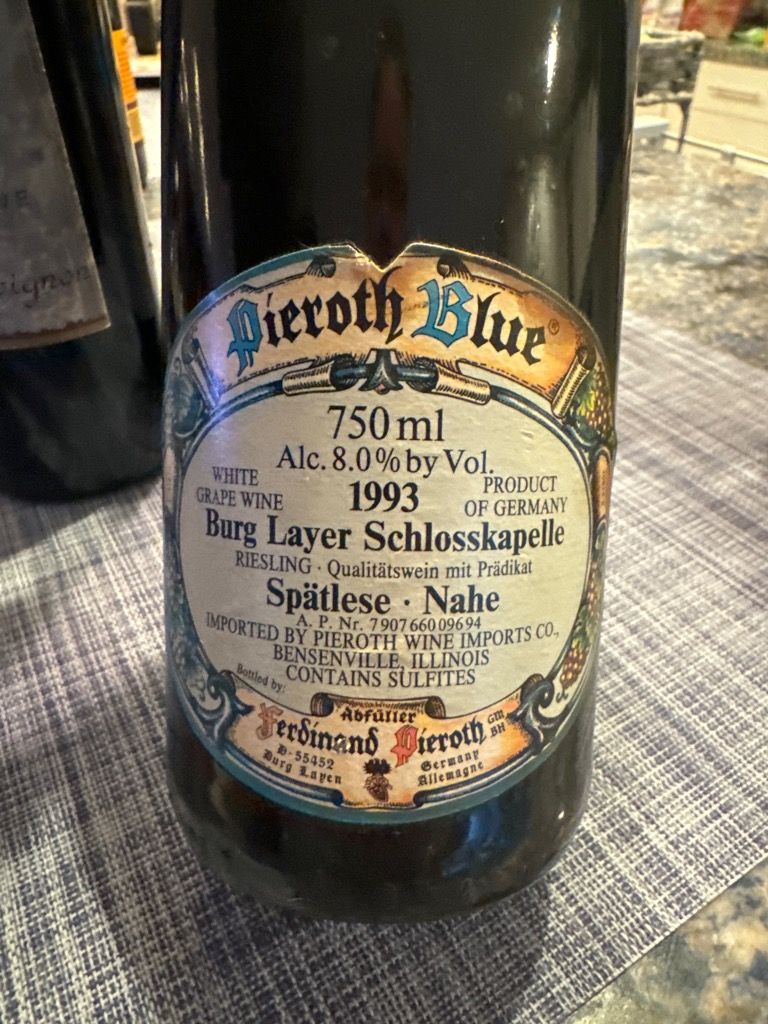 Pieroth Blue®
750 ml
Alc. 8.0% by Vol.
WHITE
GRAPE WINE
1993
PRODUCT
OF GERMANY
Burg Layer Schlosskapelle
RIESLING · Qualitätswein mit Prädikat
Spätlese · Nahe
A. P. Nr. 7907660 09694
IMPORTED BY PIEROTH WINE IMPORTS CO.,
BENSENVILLE, ILLINOIS
CONTAINS SULFITES
Bottled by:
Abfüller
Ferdinand Pieroth GMBH
D-55452
Burg Layen
Germany
Allemagne